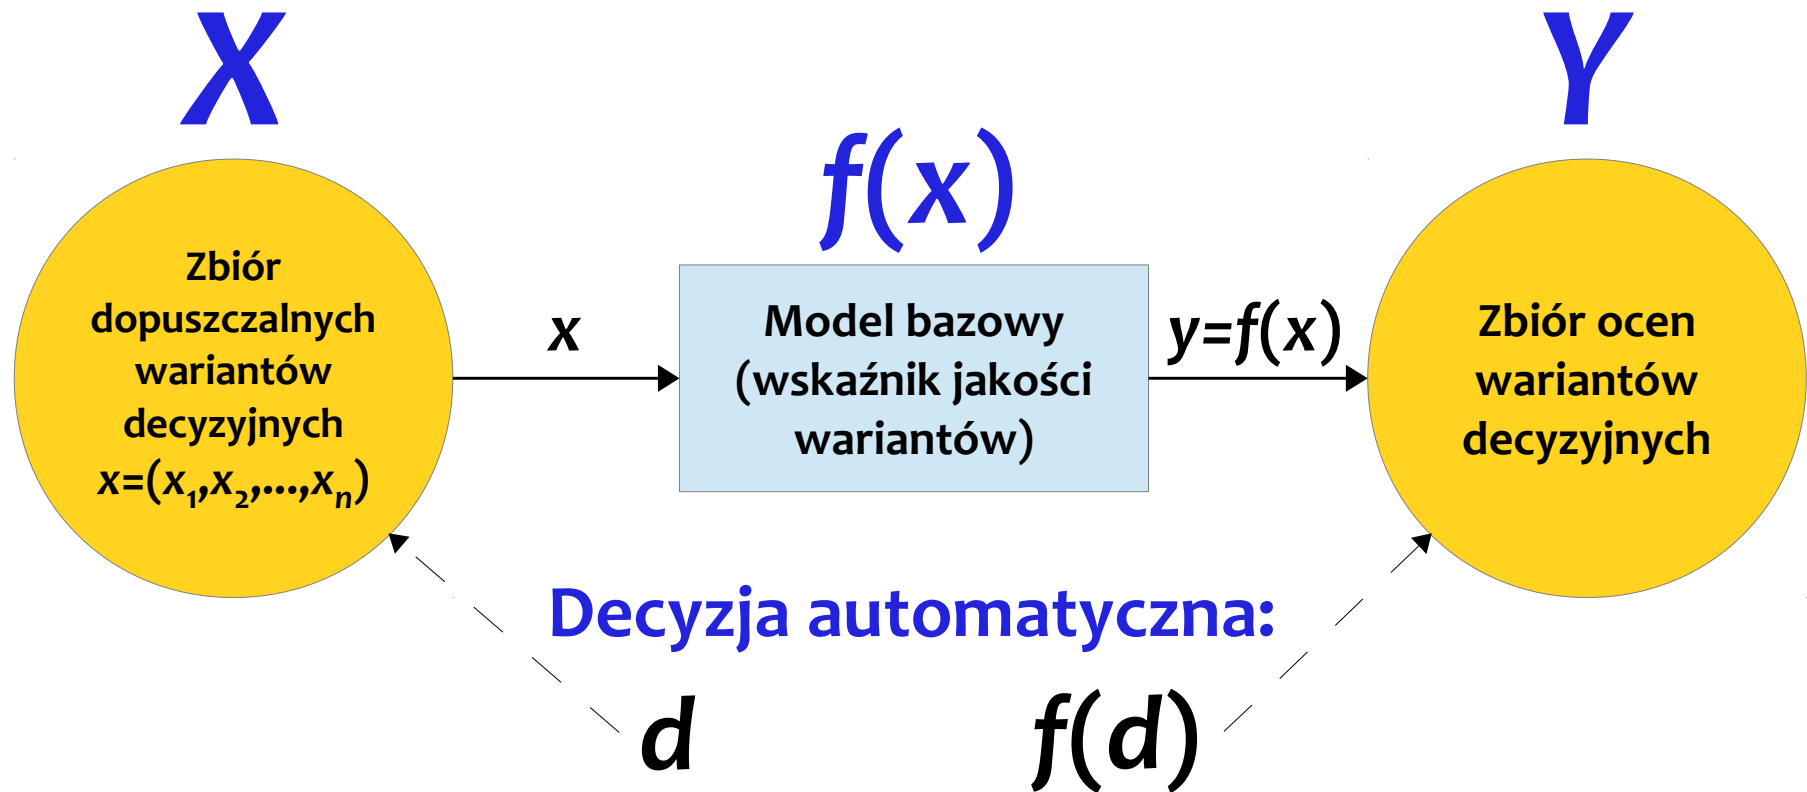 X
Y
f(x)
Zbiór
dopuszczalnych
wariantów
decyzyjnych
x=(x₁,x₂,...,xₙ)
x
Model bazowy
(wskaźnik jakości
wariantów)
y=f(x)
Zbiór ocen
wariantów
decyzyjnych
Decyzja automatyczna:
d
f(d)